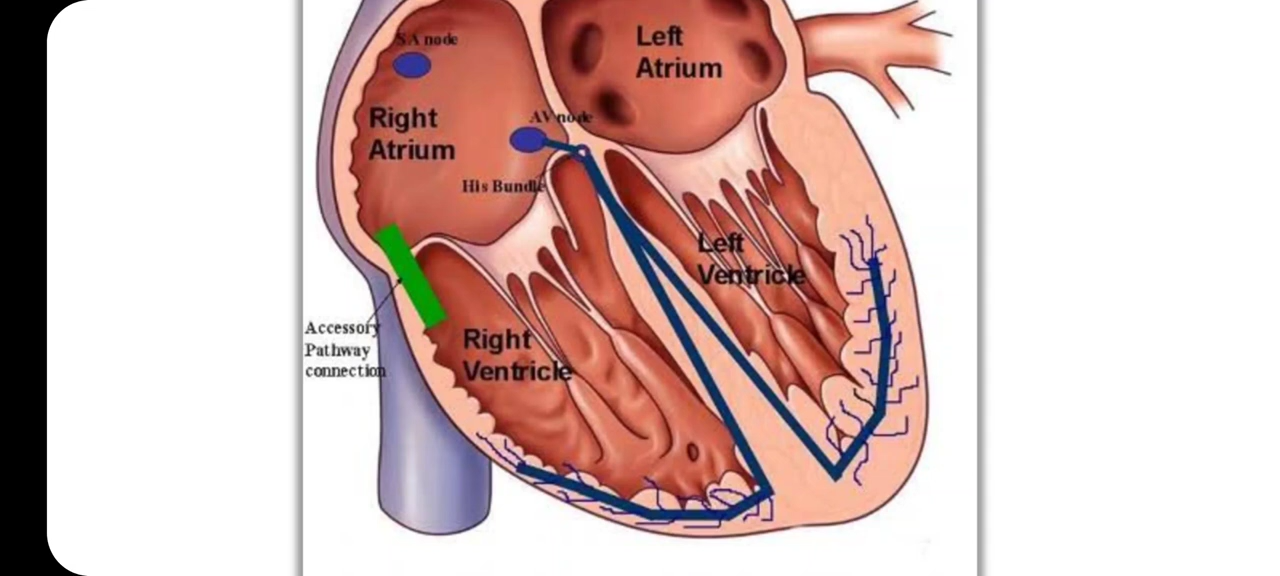 SA node
Left
Atrium
Right
Atrium
AV node
His Bundle
Left
Ventricle
Accessory
Pathway
connection
Right
Ventricle